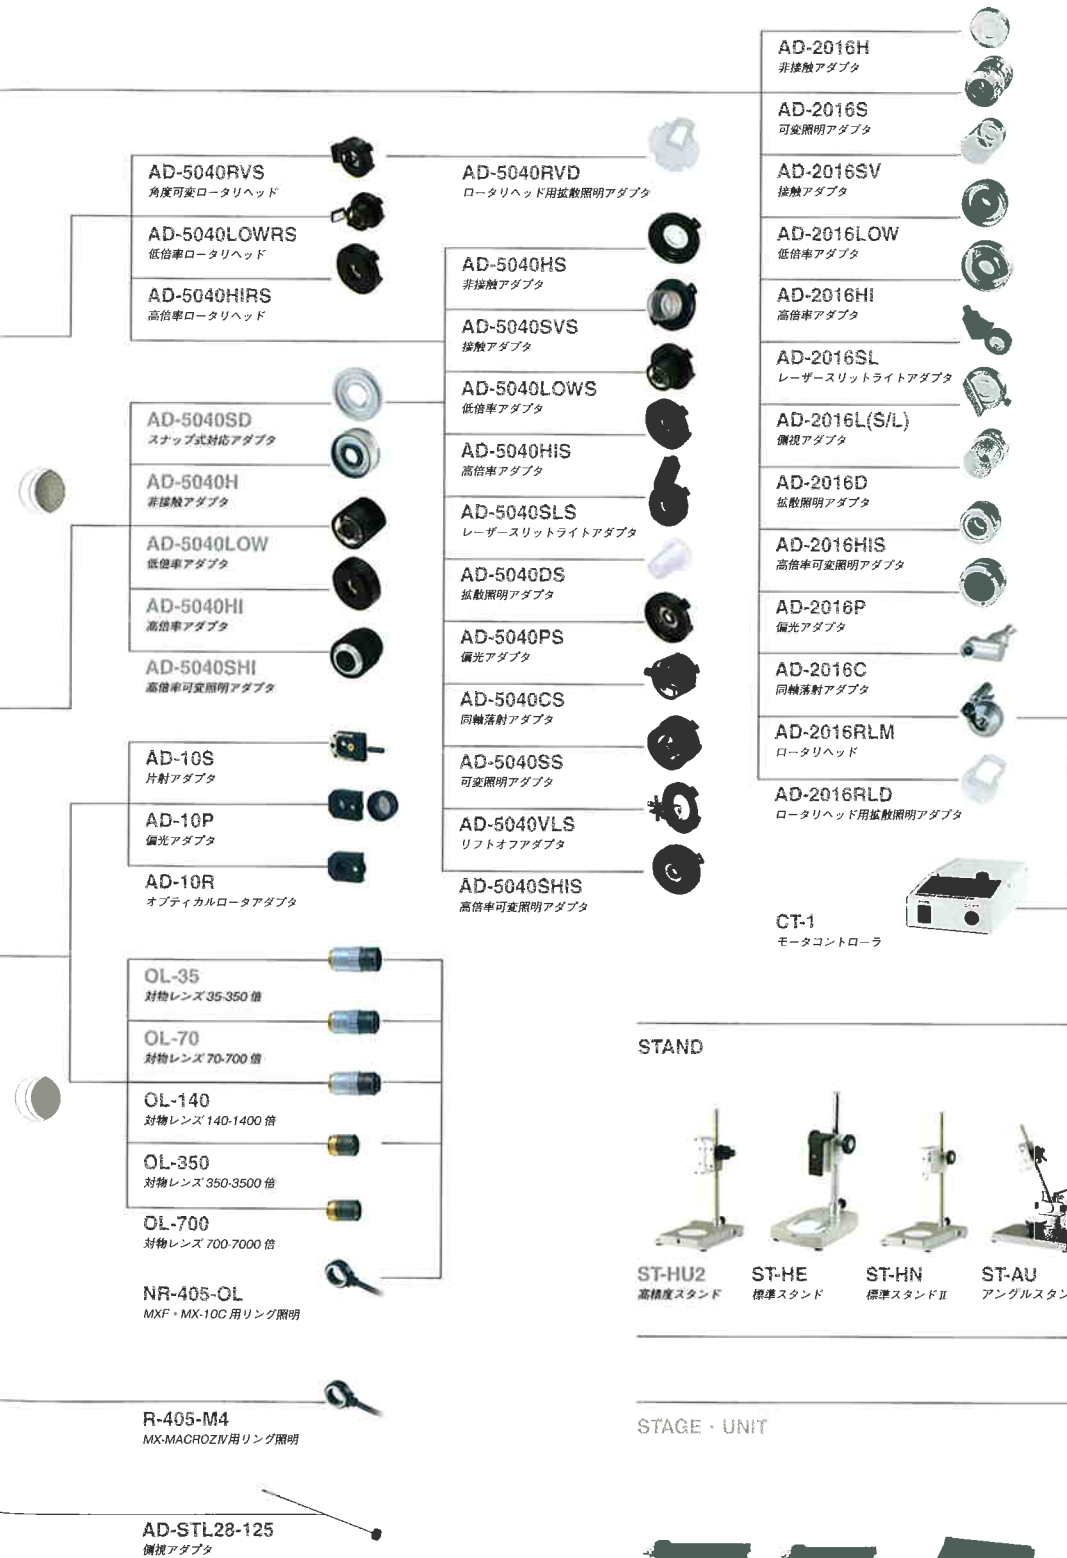 AD-5040RVS
角度可変ロータリヘッド
AD-5040LOWRS
低倍率ロータリヘッド
AD-5040HIRS
高倍率ロータリヘッド
AD-5040SD
スナップ式対応アダプタ
AD-5040H
非接触アダプタ
AD-5040LOW
低倍率アダプタ
AD-5040HI
高倍率アダプタ
AD-5040SHI
高倍率可変照明アダプタ
AD-10S
片射アダプタ
AD-10P
偏光アダプタ
AD-10R
オプティカルロータアダプタ
OL-35
対物レンズ 35-350 倍
OL-70
対物レンズ 70-700 倍
OL-140
対物レンズ 140-1400 倍
OL-350
対物レンズ 350-3500 倍
OL-700
対物レンズ 700-7000 倍
NR-405-OL
MXF・MX-10C 用リング照明
R-405-M4
MX-MACROZⅣ用リング照明
AD-STL28-125
側視アダプタ
AD-5040RVD
ロータリヘッド用拡散照明アダプタ
AD-5040HS
非接触アダプタ
AD-5040SVS
接触アダプタ
AD-5040LOWS
低倍率アダプタ
AD-5040HIS
高倍率アダプタ
AD-5040SLS
レーザースリットライトアダプタ
AD-5040DS
拡散照明アダプタ
AD-5040PS
偏光アダプタ
AD-5040CS
同軸落射アダプタ
AD-5040SS
可変照明アダプタ
AD-5040VLS
リフトオフアダプタ
AD-5040SHIS
高倍率可変照明アダプタ
AD-2016H
非接触アダプタ
AD-2016S
可変照明アダプタ
AD-2016SV
接触アダプタ
AD-2016LOW
低倍率アダプタ
AD-2016HI
高倍率アダプタ
AD-2016SL
レーザースリットライトアダプタ
AD-2016L(S/L)
側視アダプタ
AD-2016D
拡散照明アダプタ
AD-2016HIS
高倍率可変照明アダプタ
AD-2016P
偏光アダプタ
AD-2016C
同軸落射アダプタ
AD-2016RLM
ロータリヘッド
AD-2016RLD
ロータリヘッド用拡散照明アダプタ
CT-1
モータコントローラ
STAND
ST-HU2
高精度スタンド
ST-HE
標準スタンド
ST-HN
標準スタンドⅡ
ST-AU
アングルスタン
STAGE・UNIT